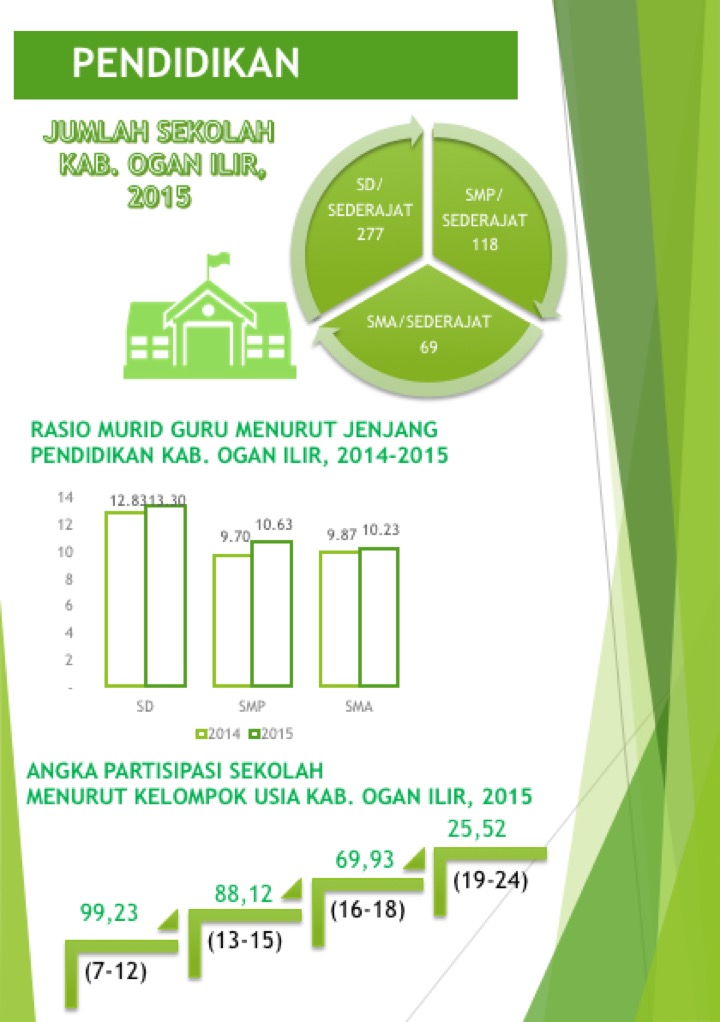 PENDIDIKAN
JUMLAH SEKOLAH
KAB. OGAN ILIR,
2015
SD/
SEDERAJAT
277
SMP/
SEDERAJAT
118
SMA/SEDERAJAT
69
RASIO MURID GURU MENURUT JENJANG
PENDIDIKAN KAB. OGAN ILIR, 2014-2015
14
12
10
8
6
4
2
-
12.83 13.30
9.70 10.63
9.87 10.23
SD SMP SMA
2014 2015
ANGKA PARTISIPASI SEKOLAH
MENURUT KELOMPOK USIA KAB. OGAN ILIR, 2015
99,23
(7-12)
88,12
(13-15)
69,93
(16-18)
25,52
(19-24)